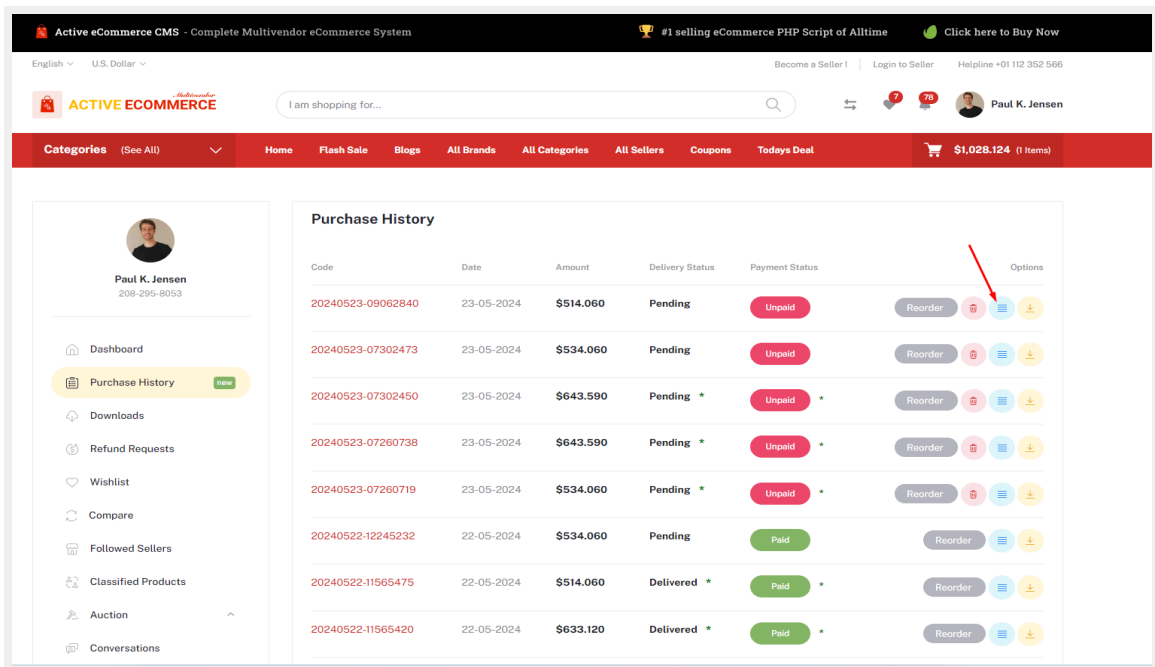 Active eCommerce CMS - Complete Multivendor eCommerce System
#1 selling eCommerce PHP Script of Alltime
Click here to Buy Now
English
U.S. Dollar
Become a Seller !
Login to Seller
Helpline +01 112 352 566
Multivendor
ACTIVE ECOMMERCE
I am shopping for...
7
78
Paul K. Jensen
Categories (See All)
Home
Flash Sale
Blogs
All Brands
All Categories
All Sellers
Coupons
Todays Deal
$1,028.124 (1 Items)
Paul K. Jensen
208-295-8053
Dashboard
Purchase History new
Downloads
Refund Requests
Wishlist
Compare
Followed Sellers
Classified Products
Auction
Conversations
Purchase History
Code Date Amount Delivery Status Payment Status Options
20240523-09062840 23-05-2024 $514.060 Pending Unpaid Reorder
20240523-07302473 23-05-2024 $534.060 Pending Unpaid Reorder
20240523-07302450 23-05-2024 $643.590 Pending * Unpaid * Reorder
20240523-07260738 23-05-2024 $643.590 Pending * Unpaid * Reorder
20240523-07260719 23-05-2024 $534.060 Pending * Unpaid * Reorder
20240522-12245232 22-05-2024 $534.060 Pending Paid Reorder
20240522-11565475 22-05-2024 $514.060 Delivered * Paid * Reorder
20240522-11565420 22-05-2024 $633.120 Delivered * Paid * Reorder